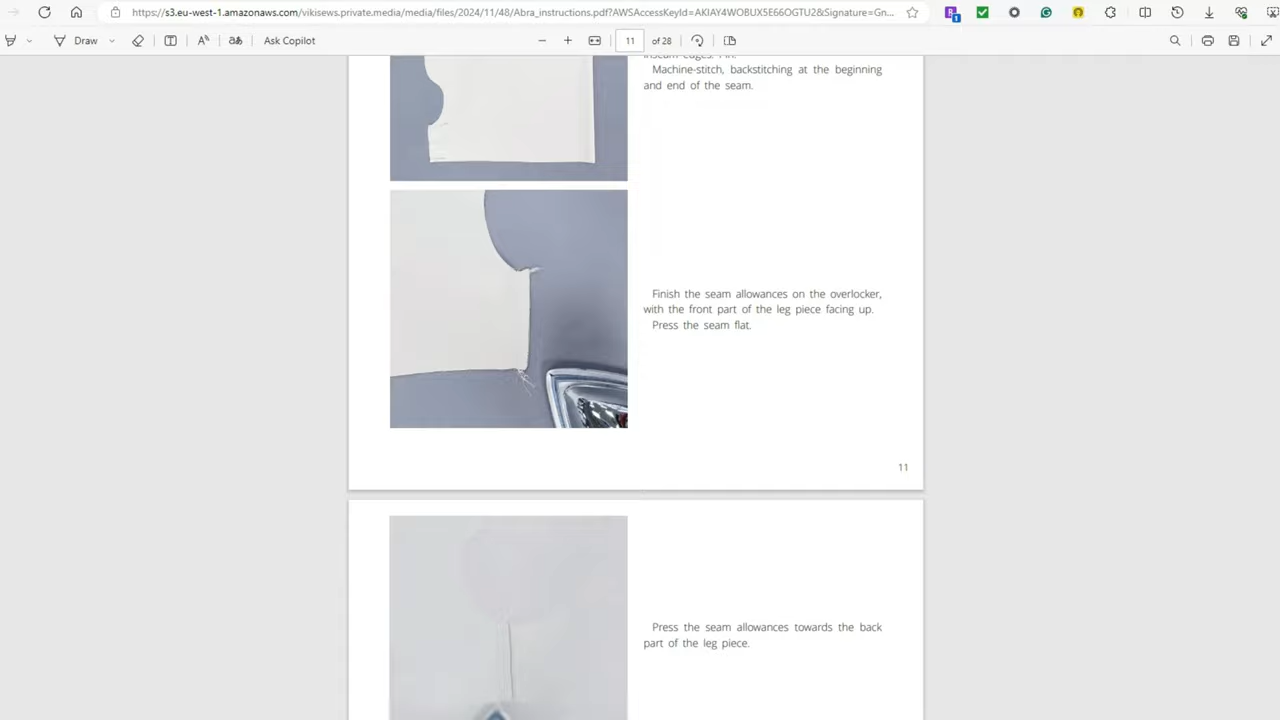 https://s3.eu-west-1.amazonaws.com/vikisews.private.media/media/files/2024/11/48/Abra_instructions.pdf?AWSAccessKeyId=AKIAY4WOBUX5E66OGTU2&Signature=Gn...
Draw
Ask Copilot
11 of 28
Machine-stitch, backstitching at the beginning
and end of the seam.
Finish the seam allowances on the overlocker,
with the front part of the leg piece facing up.
Press the seam flat.
11
Press the seam allowances towards the back
part of the leg piece.